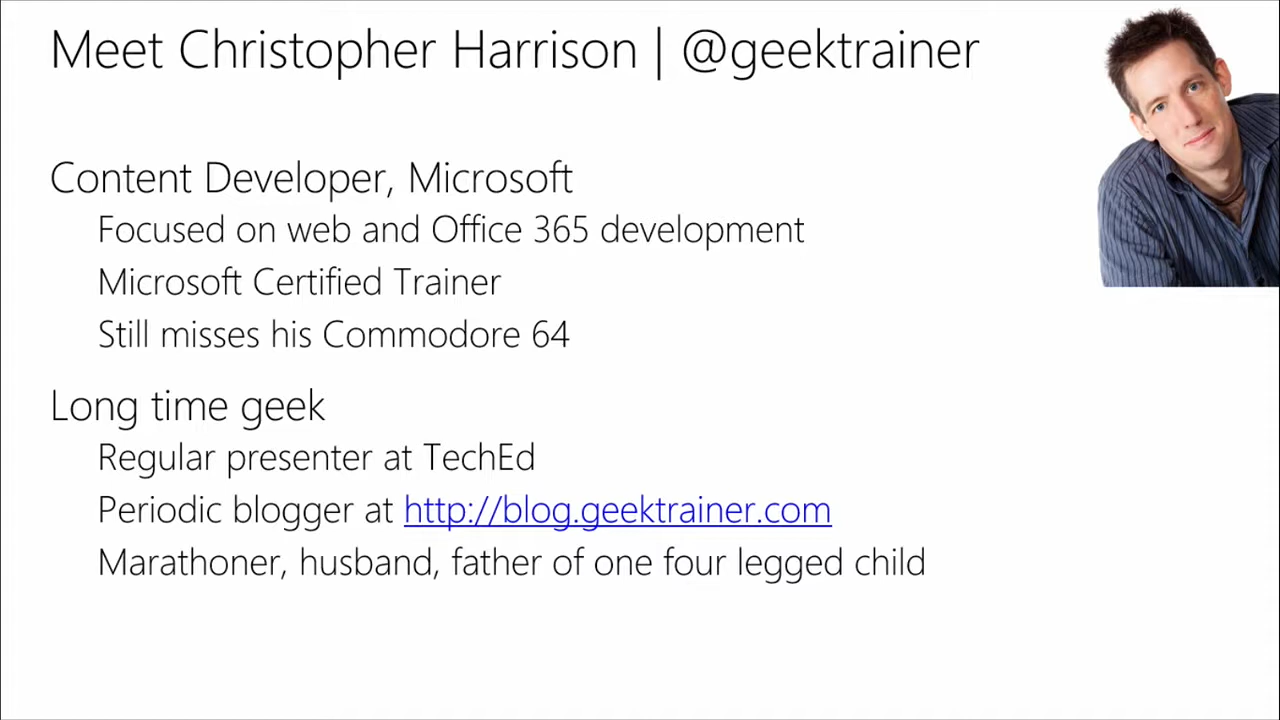 Meet Christopher Harrison | @geektrainer
Content Developer, Microsoft
Focused on web and Office 365 development
Microsoft Certified Trainer
Still misses his Commodore 64
Long time geek
Regular presenter at TechEd
Periodic blogger at http://blog.geektrainer.com
Marathoner, husband, father of one four legged child